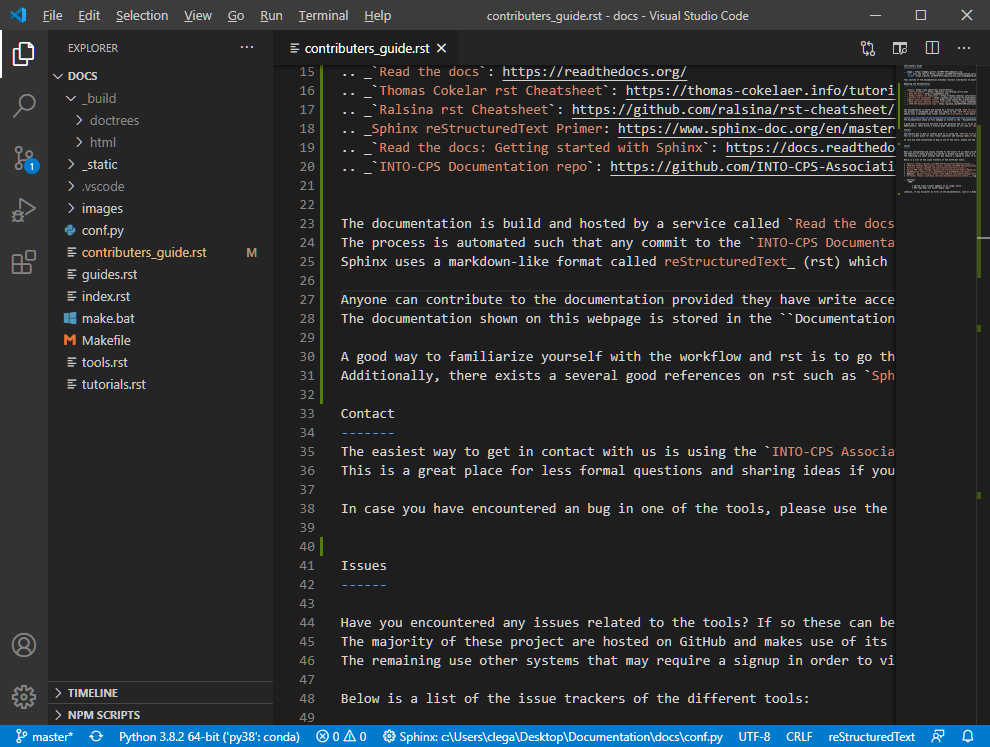 File Edit Selection View Go Run Terminal Help contributers_guide.rst - docs - Visual Studio Code
EXPLORER
DOCS
_build
doctrees
html
_static
.vscode
images
conf.py
contributers_guide.rst M
guides.rst
index.rst
make.bat
Makefile
tools.rst
tutorials.rst
TIMELINE
NPM SCRIPTS
1
contributers_guide.rst
15 .. _`Read the docs`: https://readthedocs.org/
16 .. _`Thomas Cokelar rst Cheatsheet`: https://thomas-cokelaer.info/tutori
17 .. _`Ralsina rst Cheatsheet`: https://github.com/ralsina/rst-cheatsheet/
18 .. _Sphinx reStructuredText Primer: https://www.sphinx-doc.org/en/master
19 .. _`Read the docs: Getting started with Sphinx`: https://docs.readthedo
20 .. _`INTO-CPS Documentation repo`: https://github.com/INTO-CPS-Associati
21
22
23 The documentation is build and hosted by a service called `Read the docs
24 The process is automated such that any commit to the `INTO-CPS Documenta
25 Sphinx uses a markdown-like format called reStructuredText_ (rst) which
26
27 Anyone can contribute to the documentation provided they have write acce
28 The documentation shown on this webpage is stored in the ``Documentation
29
30 A good way to familiarize yourself with the workflow and rst is to go th
31 Additionally, there exists a several good references on rst such as `Sph
32
33 Contact
34 -------
35 The easiest way to get in contact with us is using the `INTO-CPS Associa
36 This is a great place for less formal questions and sharing ideas if you
37
38 In case you have encountered an bug in one of the tools, please use the
39
40
41 Issues
42 ------
43
44 Have you encountered any issues related to the tools? If so these can be
45 The majority of these project are hosted on GitHub and makes use of its
46 The remaining use other systems that may require a signup in order to vi
47
48 Below is a list of the issue trackers of the different tools:
49
master* Python 3.8.2 64-bit ('py38': conda) 0 0 Sphinx: c:\Users\clega\Desktop\Documentation\docs\conf.py UTF-8 CRLF reStructuredText